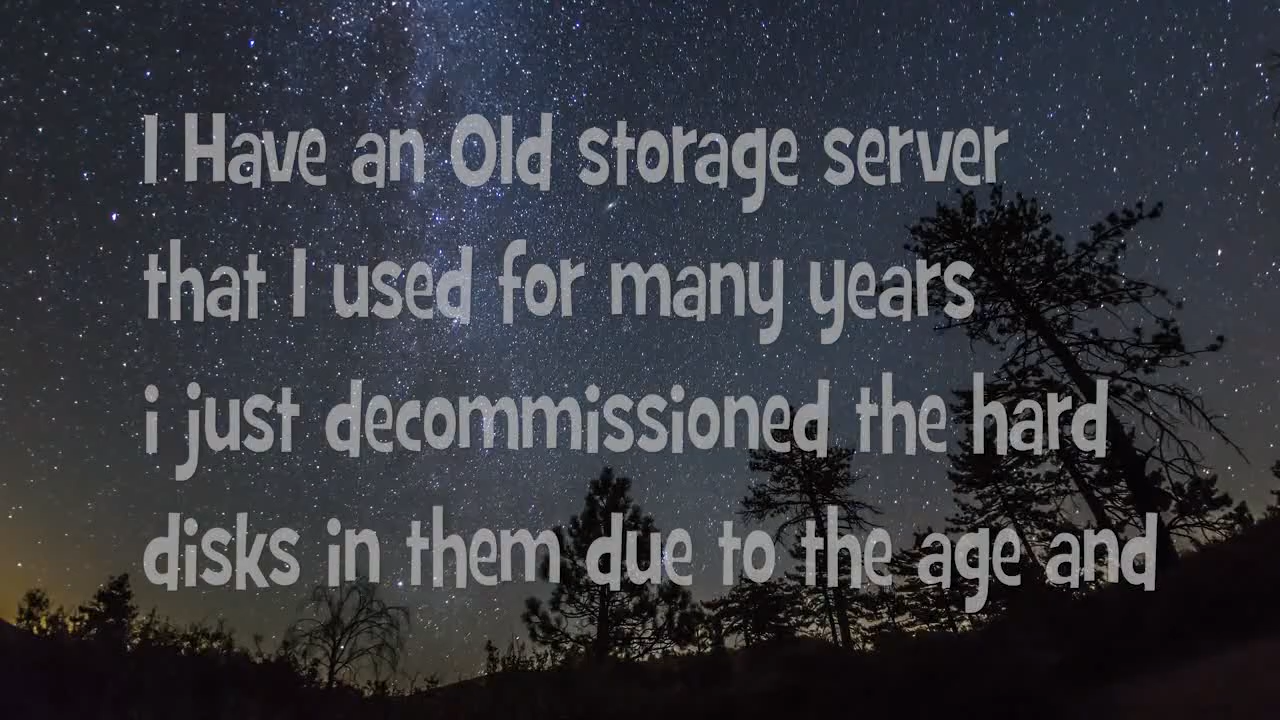 I Have an Old storage server
that I used for many years
i just decommissioned the hard
disks in them due to the age and